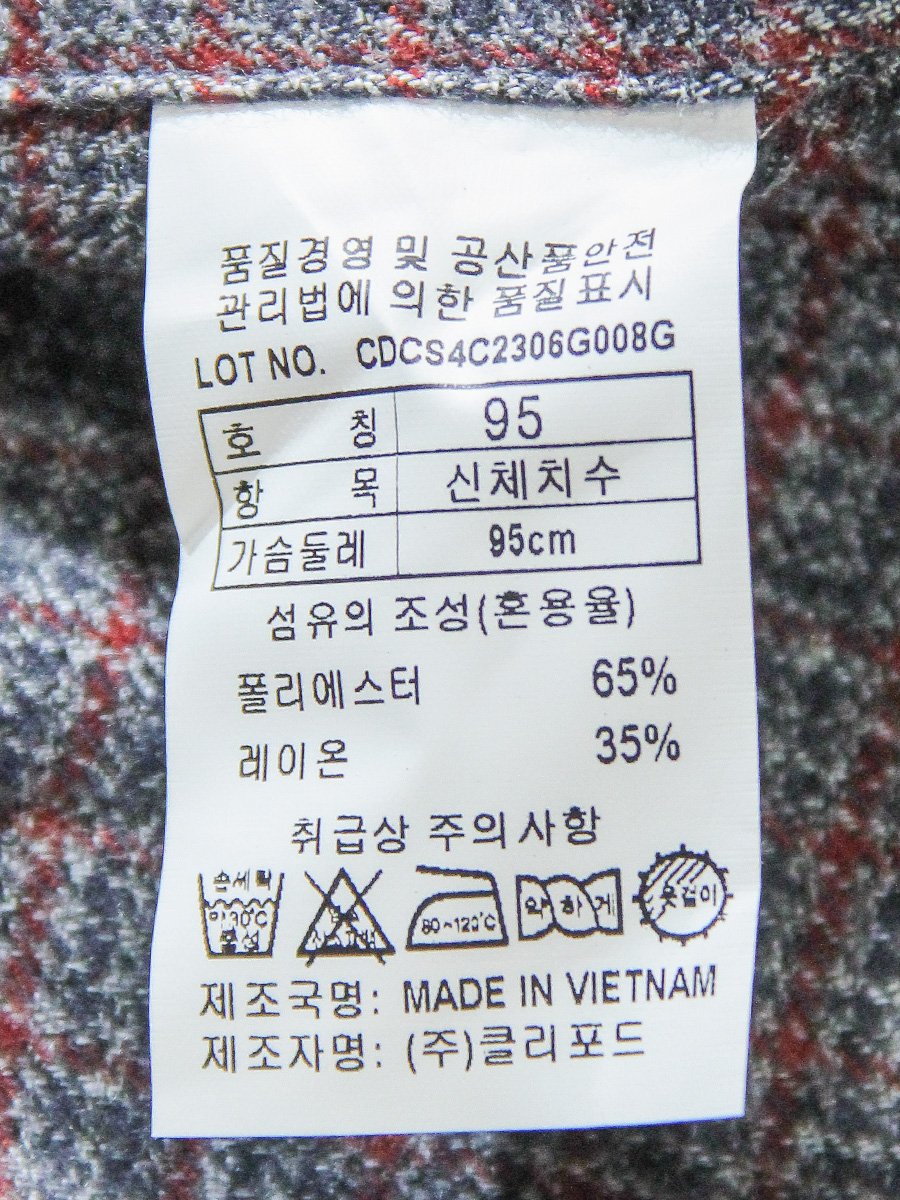 품질경영 및 공산품안전
관리법에 의한 품질표시
LOT NO. CDCS4C2306G008G
호 칭 95
항 목 신체치수
가슴둘레 95cm
섬유의 조성(혼용율)
폴리에스터 65%
레이온 35%
취급상 주의사항
손세탁
약30℃
중성
80~120℃
약하게
옷걸이
제조국명: MADE IN VIETNAM
제조자명: (주)클리포드